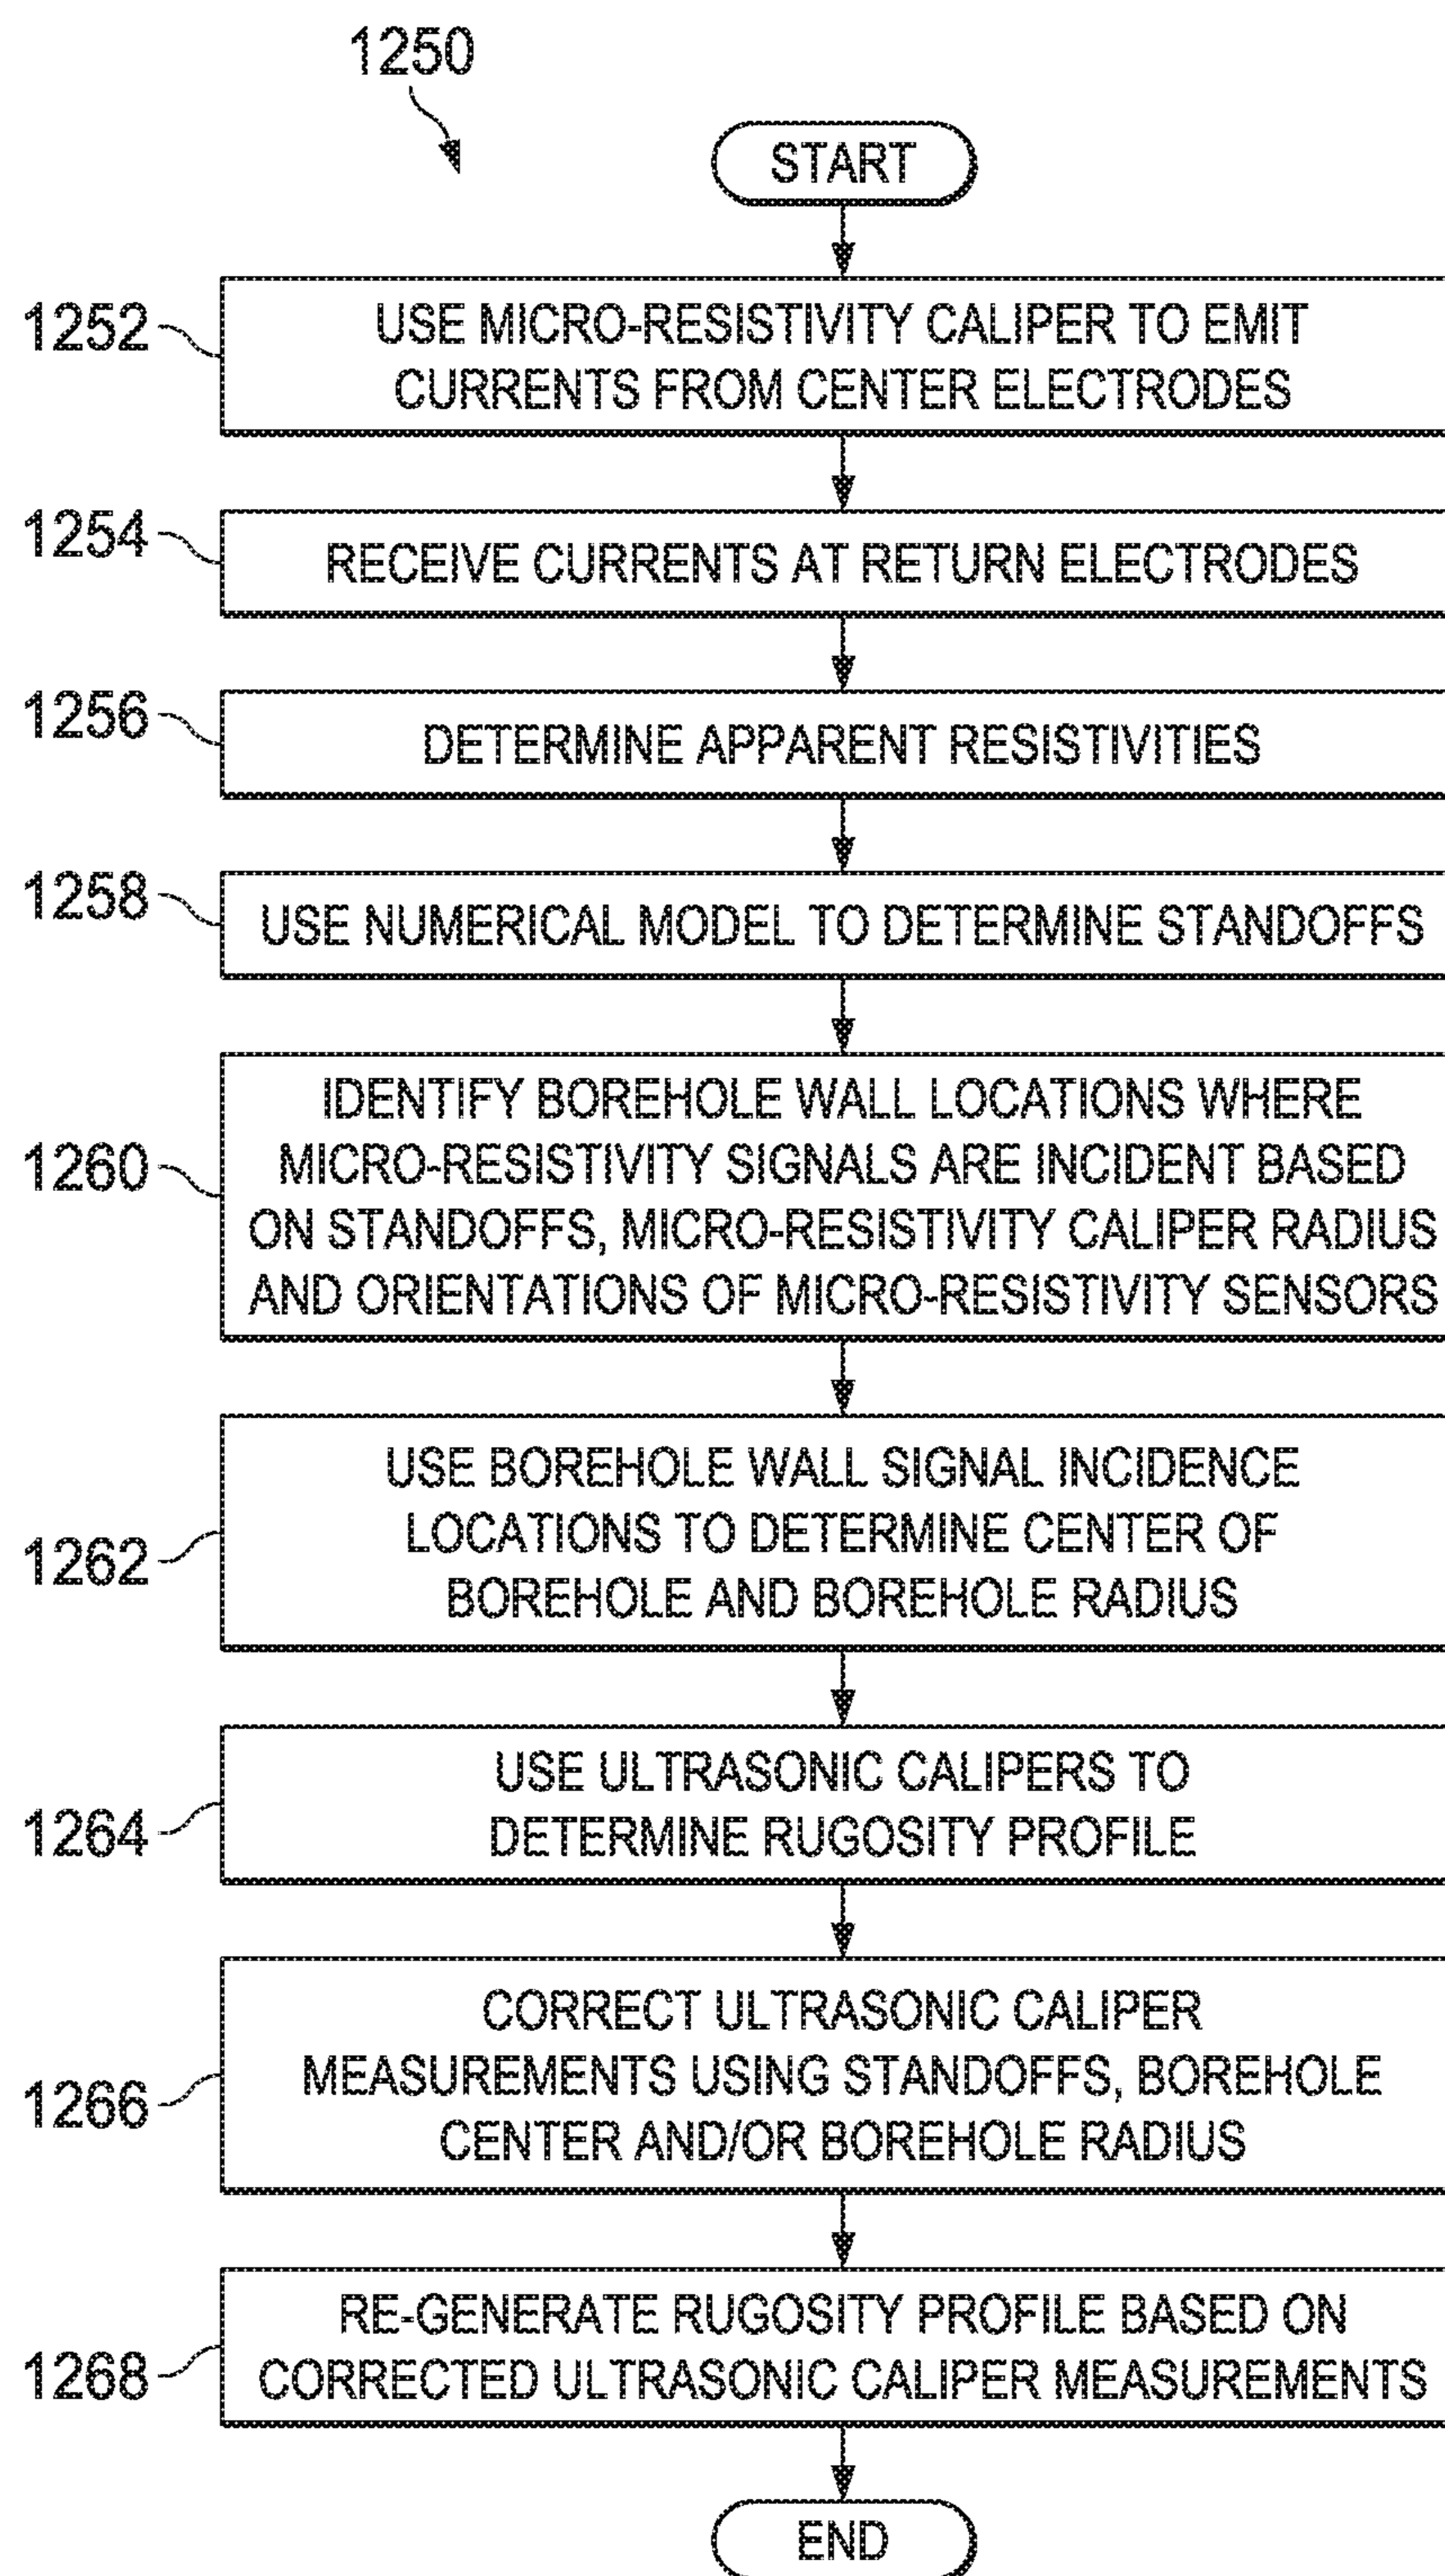 1250
START
1252
USE MICRO-RESISTIVITY CALIPER TO EMIT
CURRENTS FROM CENTER ELECTRODES
1254
RECEIVE CURRENTS AT RETURN ELECTRODES
1256
DETERMINE APPARENT RESISTIVITIES
1258
USE NUMERICAL MODEL TO DETERMINE STANDOFFS
1260
IDENTIFY BOREHOLE WALL LOCATIONS WHERE
MICRO-RESISTIVITY SIGNALS ARE INCIDENT BASED
ON STANDOFFS, MICRO-RESISTIVITY CALIPER RADIUS
AND ORIENTATIONS OF MICRO-RESISTIVITY SENSORS
1262
USE BOREHOLE WALL SIGNAL INCIDENCE
LOCATIONS TO DETERMINE CENTER OF
BOREHOLE AND BOREHOLE RADIUS
1264
USE ULTRASONIC CALIPERS TO
DETERMINE RUGOSITY PROFILE
1266
CORRECT ULTRASONIC CALIPER
MEASUREMENTS USING STANDOFFS, BOREHOLE
CENTER AND/OR BOREHOLE RADIUS
1268
RE-GENERATE RUGOSITY PROFILE BASED ON
CORRECTED ULTRASONIC CALIPER MEASUREMENTS
END